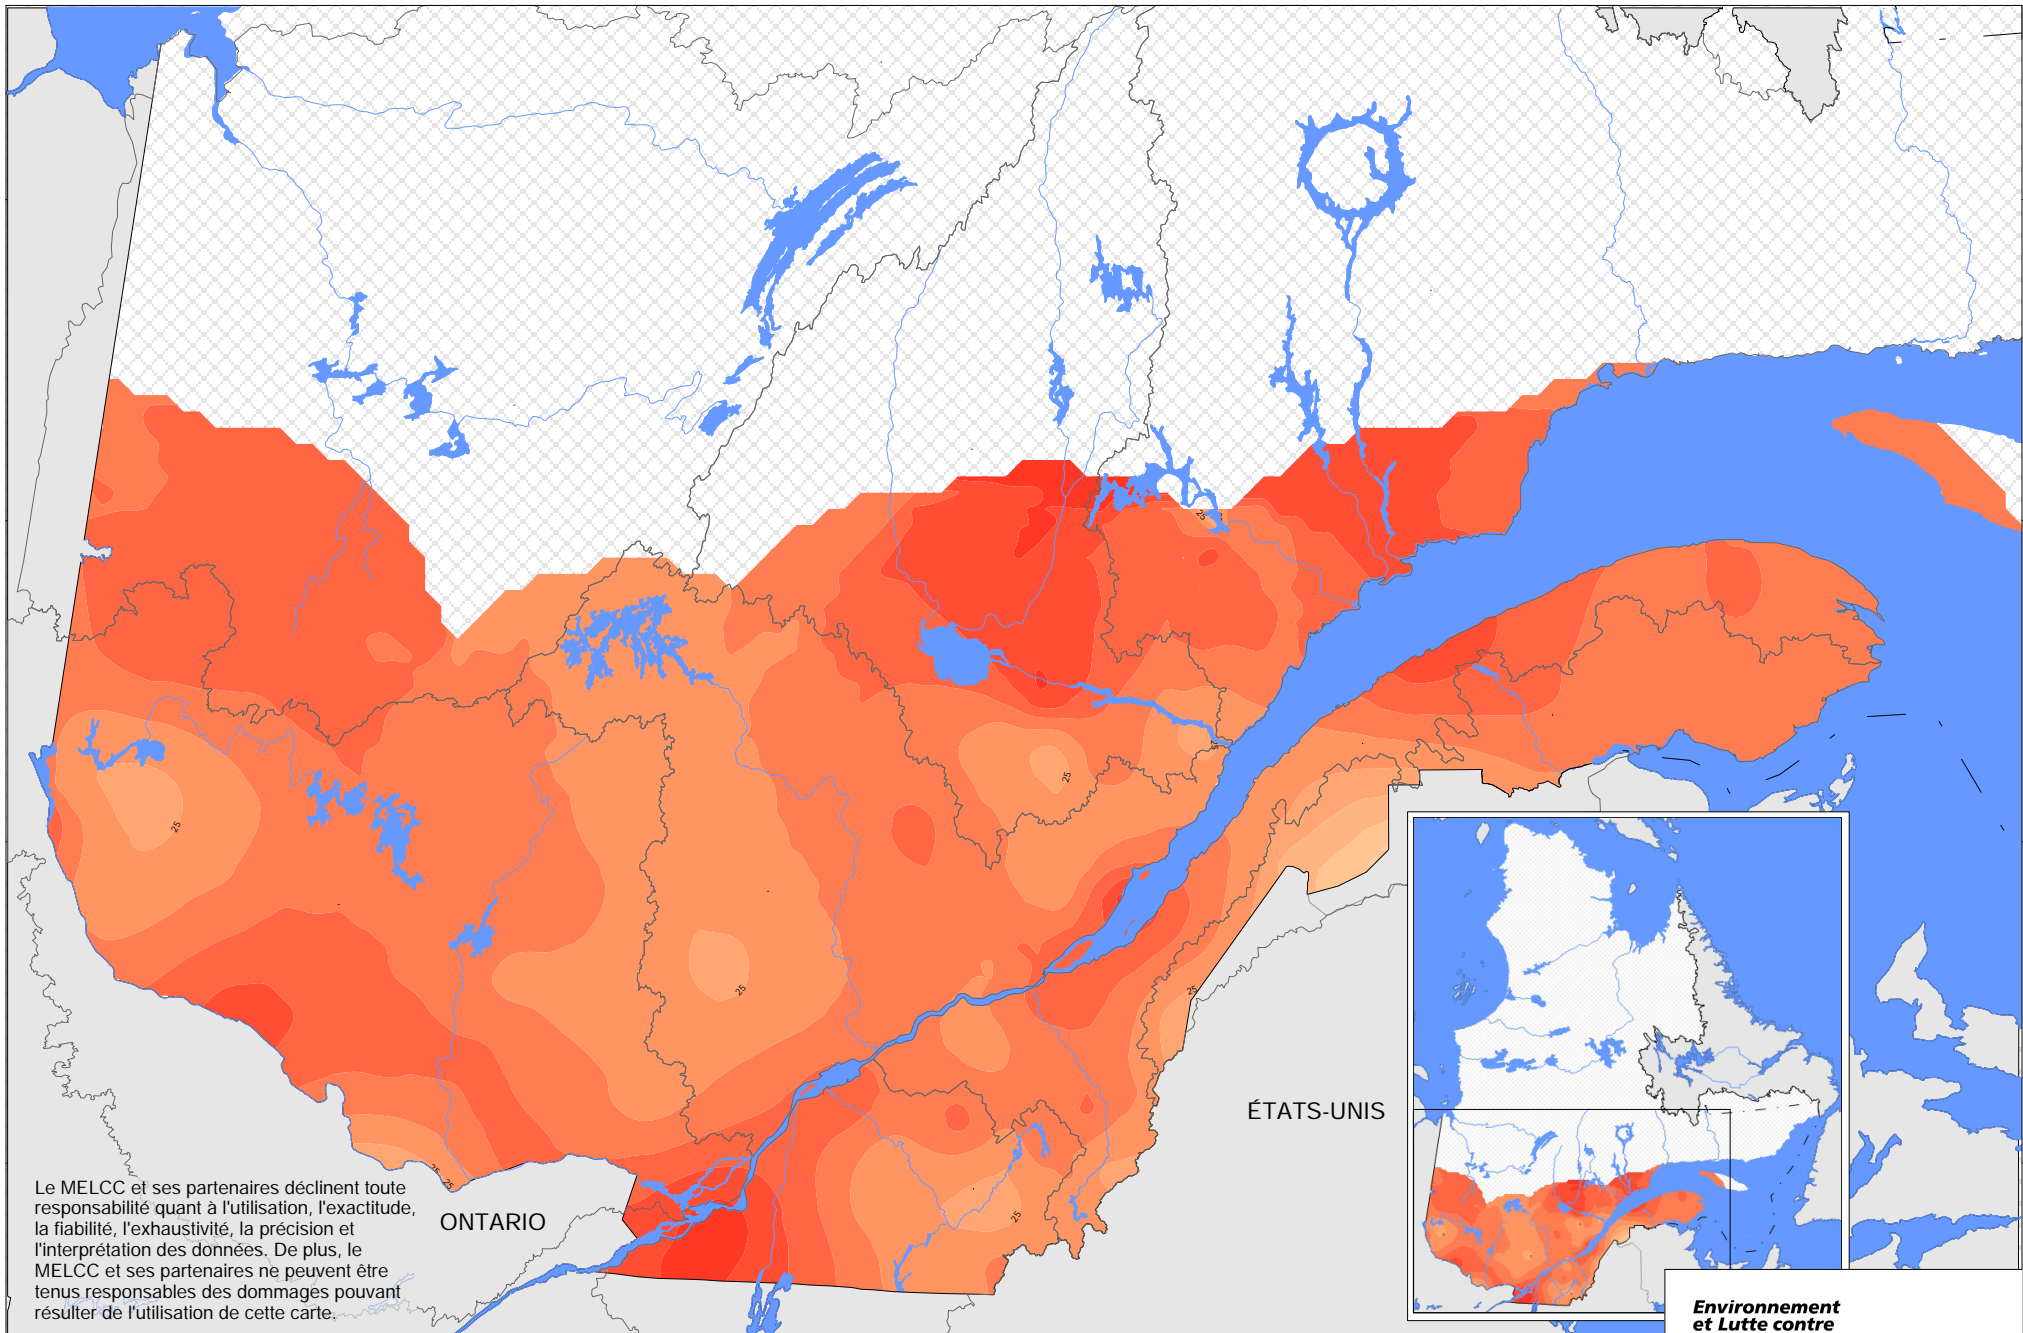 25
25
25
25
25
25
25
25
ÉTATS-UNIS
ONTARIO
Le MELCC et ses partenaires déclinent toute
responsabilité quant à l'utilisation, l'exactitude,
la fiabilité, l'exhaustivité, la précision et
l'interprétation des données. De plus, le
MELCC et ses partenaires ne peuvent être
tenus responsables des dommages pouvant
résulter de l'utilisation de cette carte.
Environnement
et Lutte contre